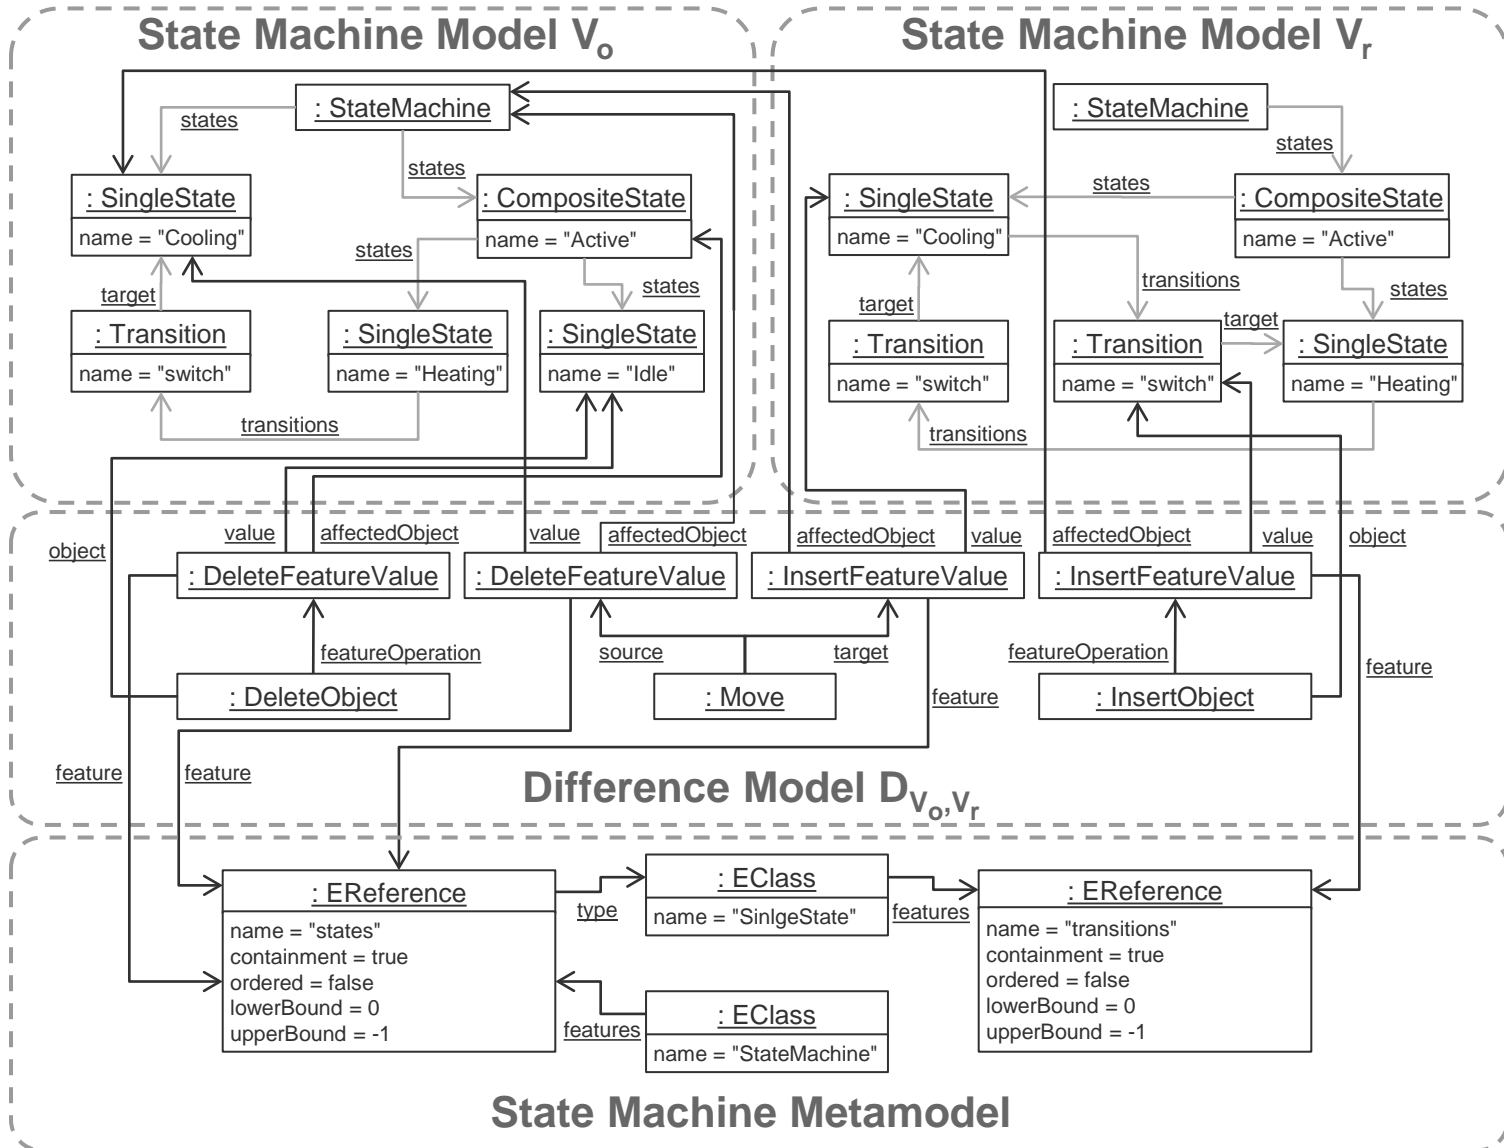 State Machine Model Vo
State Machine Model Vr
: StateMachine
states
states
: SingleState
name = "Cooling"
: CompositeState
name = "Active"
states
states
target
: Transition
name = "switch"
: SingleState
name = "Heating"
: SingleState
name = "Idle"
transitions
: StateMachine
states
states
: SingleState
name = "Cooling"
: CompositeState
name = "Active"
transitions
states
target
target
: Transition
name = "switch"
: Transition
name = "switch"
: SingleState
name = "Heating"
transitions
object
value
affectedObject
value
affectedObject
affectedObject
value
affectedObject
value
object
: DeleteFeatureValue
: DeleteFeatureValue
: InsertFeatureValue
: InsertFeatureValue
featureOperation
source
target
featureOperation
feature
: DeleteObject
: Move
feature
: InsertObject
feature
feature
Difference Model DVo,Vr
: EReference
name = "states"
containment = true
ordered = false
lowerBound = 0
upperBound = -1
type
: EClass
name = "SinlgeState"
features
: EReference
name = "transitions"
containment = true
ordered = false
lowerBound = 0
upperBound = -1
features
: EClass
name = "StateMachine"
State Machine Metamodel